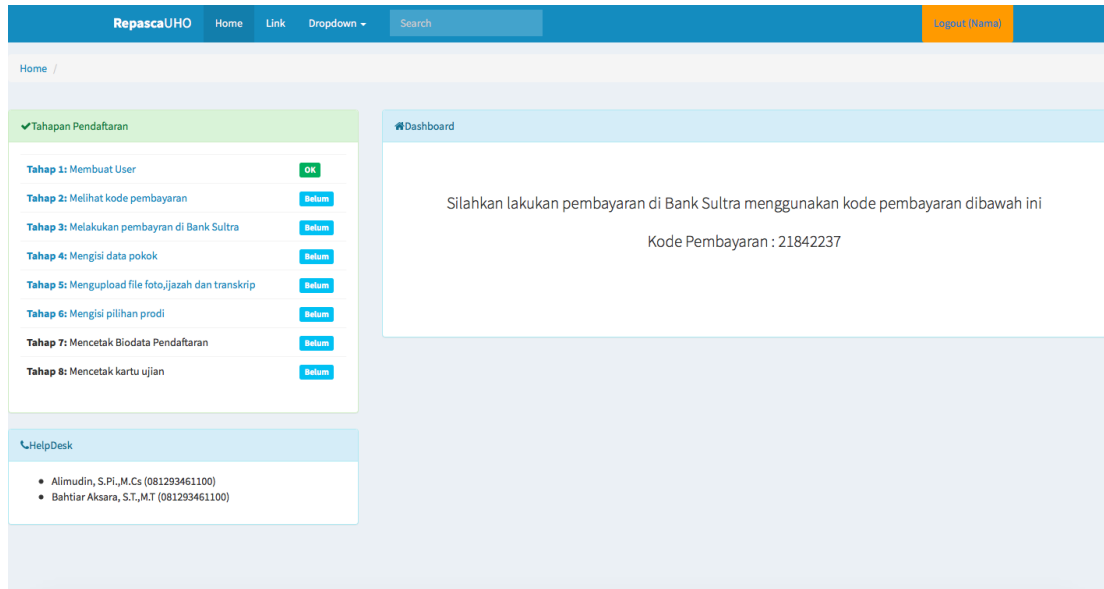 RepascaUHO Home Link Dropdown Search Logout (Nama)
Home /
Tahapan Pendaftaran
Tahap 1: Membuat User OK
Tahap 2: Melihat kode pembayaran Belum
Tahap 3: Melakukan pembayran di Bank Sultra Belum
Tahap 4: Mengisi data pokok Belum
Tahap 5: Mengupload file foto,ijazah dan transkrip Belum
Tahap 6: Mengisi pilihan prodi Belum
Tahap 7: Mencetak Biodata Pendaftaran Belum
Tahap 8: Mencetak kartu ujian Belum
HelpDesk
Alimudin, S.Pi.,M.Cs (081293461100)
Bahtiar Aksara, S.T.,M.T (081293461100)
Dashboard
Silahkan lakukan pembayaran di Bank Sultra menggunakan kode pembayaran dibawah ini
Kode Pembayaran : 21842237